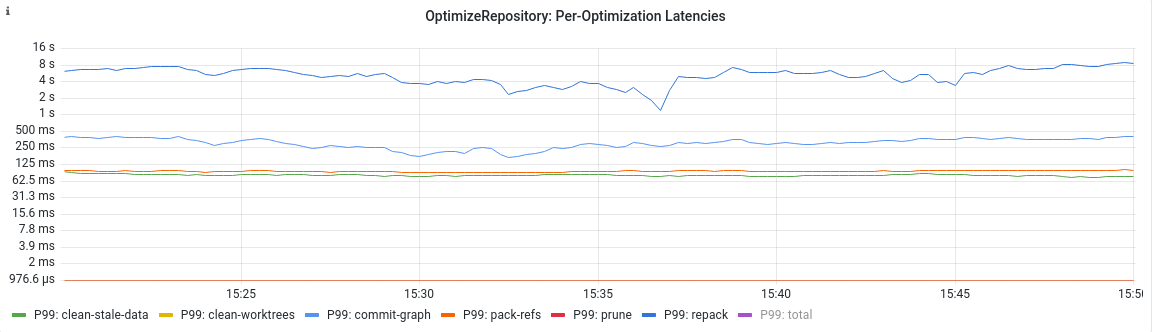 i
OptimizeRepository: Per-Optimization Latencies
16 s
8 s
4 s
2 s
1 s
500 ms
250 ms
125 ms
62.5 ms
31.3 ms
15.6 ms
7.8 ms
3.9 ms
2 ms
976.6 µs
15:25 15:30 15:35 15:40 15:45 15:50
P99: clean-stale-data P99: clean-worktrees P99: commit-graph P99: pack-refs P99: prune P99: repack P99: total